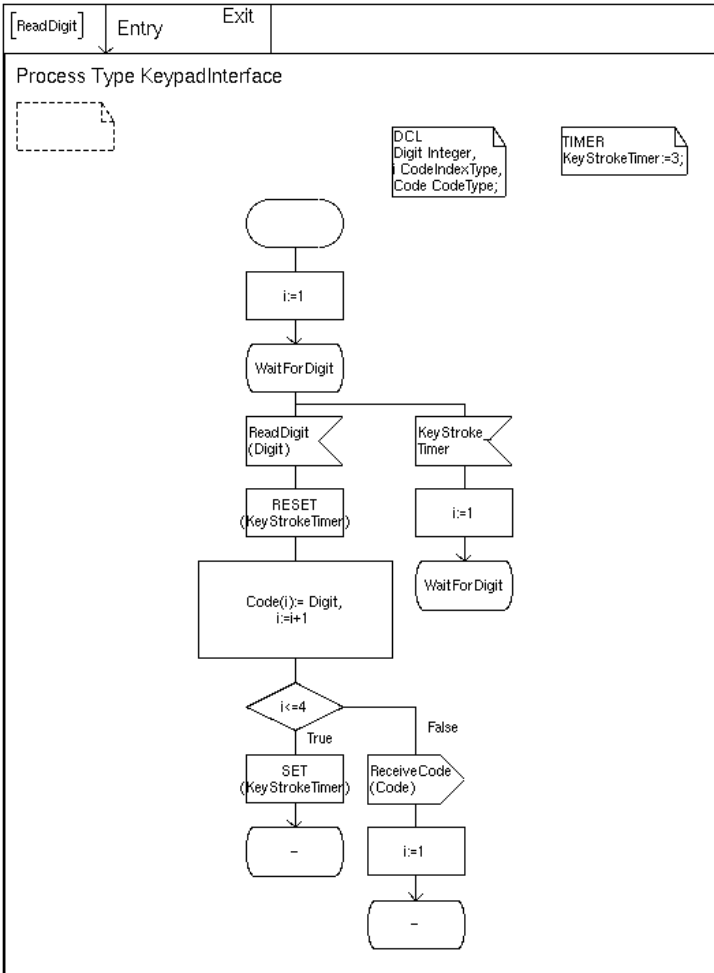 [ReadDigit]
Entry
Exit
Process Type KeypadInterface
DCL
Digit Integer,
i CodeIndexType,
Code CodeType;
TIMER
KeyStrokeTimer:=3;
i:=1
WaitForDigit
ReadDigit
(Digit)
KeyStroke
Timer
RESET
(KeyStrokeTimer)
i:=1
Code(i):= Digit,
i:=i+1
WaitForDigit
i<=4
True
False
SET
(KeyStrokeTimer)
ReceiveCode
(Code)
-
i:=1
-